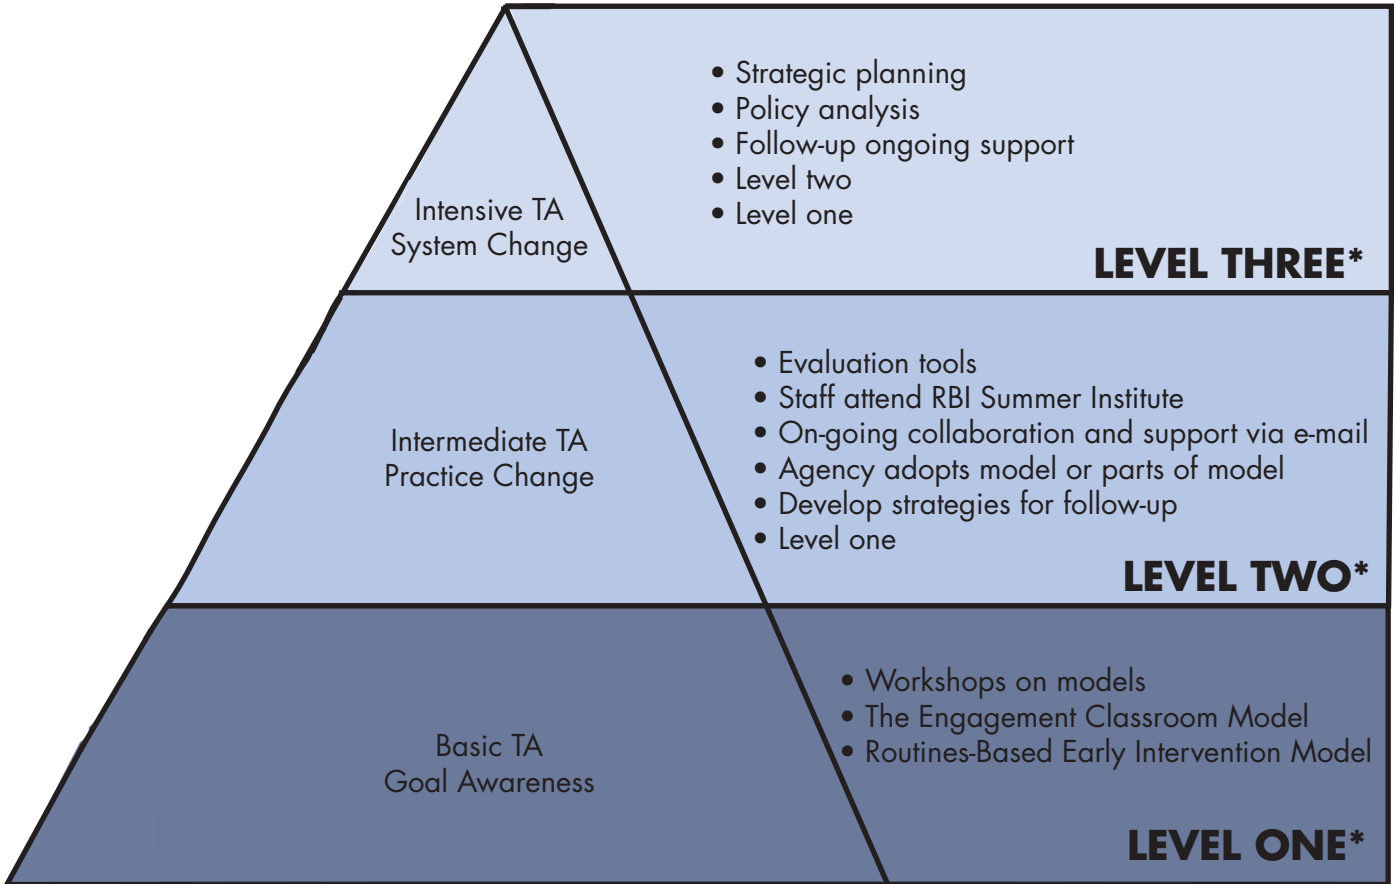 • Strategic planning
• Policy analysis
• Follow-up ongoing support
• Level two
• Level one
Intensive TA
System Change
LEVEL THREE*
• Evaluation tools
• Staff attend RBI Summer Institute
• On-going collaboration and support via e-mail
• Agency adopts model or parts of model
• Develop strategies for follow-up
• Level one
Intermediate TA
Practice Change
LEVEL TWO*
• Workshops on models
• The Engagement Classroom Model
• Routines-Based Early Intervention Model
Basic TA
Goal Awareness
LEVEL ONE*